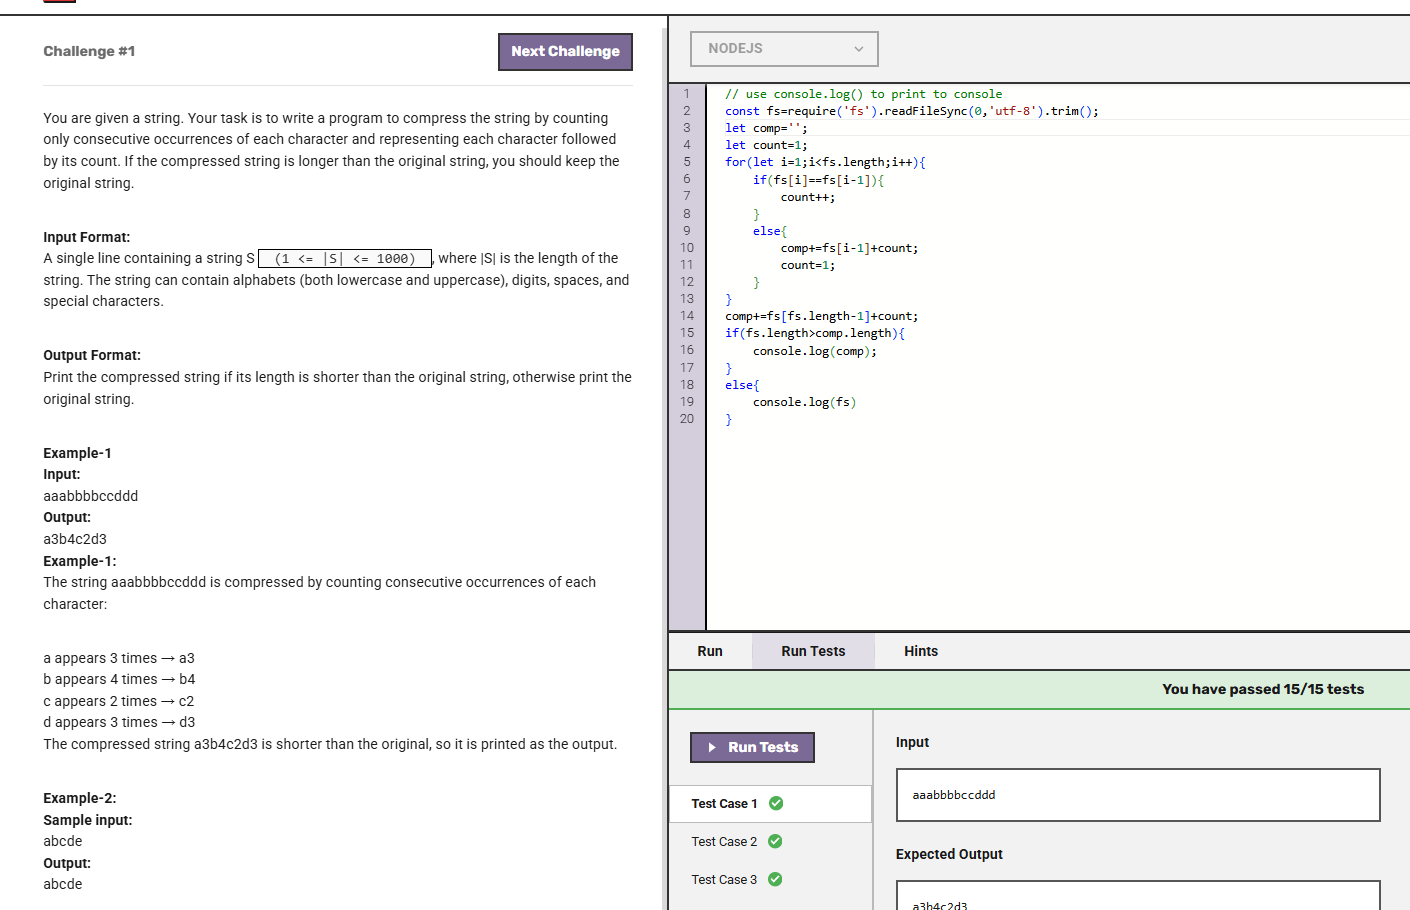 Challenge #1
Next Challenge
You are given a string. Your task is to write a program to compress the string by counting
only consecutive occurrences of each character and representing each character followed
by its count. If the compressed string is longer than the original string, you should keep the
original string.
Input Format:
A single line containing a string S (1 <= |S| <= 1000) , where |S| is the length of the
string. The string can contain alphabets (both lowercase and uppercase), digits, spaces, and
special characters.
Output Format:
Print the compressed string if its length is shorter than the original string, otherwise print the
original string.
Example-1
Input:
aaabbbbccddd
Output:
a3b4c2d3
Example-1:
The string aaabbbbccddd is compressed by counting consecutive occurrences of each
character:
a appears 3 times → a3
b appears 4 times → b4
c appears 2 times → c2
d appears 3 times → d3
The compressed string a3b4c2d3 is shorter than the original, so it is printed as the output.
Example-2:
Sample input:
abcde
Output:
abcde
NODEJS
1 // use console.log() to print to console
2 const fs=require('fs').readFileSync(0,'utf-8').trim();
3 let comp='';
4 let count=1;
5 for(let i=1;i<fs.length;i++){
6 if(fs[i]==fs[i-1]){
7 count++;
8 }
9 else{
10 comp+=fs[i-1]+count;
11 count=1;
12 }
13 }
14 comp+=fs[fs.length-1]+count;
15 if(fs.length>comp.length){
16 console.log(comp);
17 }
18 else{
19 console.log(fs)
20 }
Run Run Tests Hints
You have passed 15/15 tests
Run Tests
Test Case 1
Test Case 2
Test Case 3
Input
aaabbbbccddd
Expected Output
a3b4c2d3